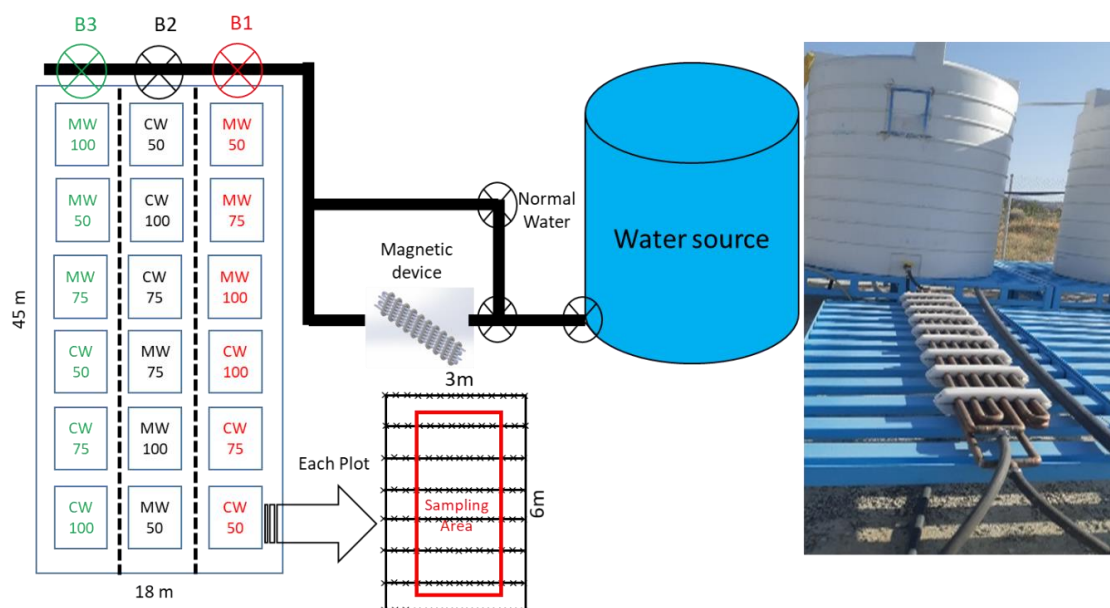 B3
B2
B1
MW
100
CW
50
MW
50
MW
50
CW
100
MW
75
MW
75
CW
75
MW
100
CW
50
MW
75
CW
100
CW
75
MW
100
CW
75
CW
100
MW
50
CW
50
45 m
18 m
Normal
Water
Magnetic
device
Water source
3m
Each Plot
Sampling
Area
6m